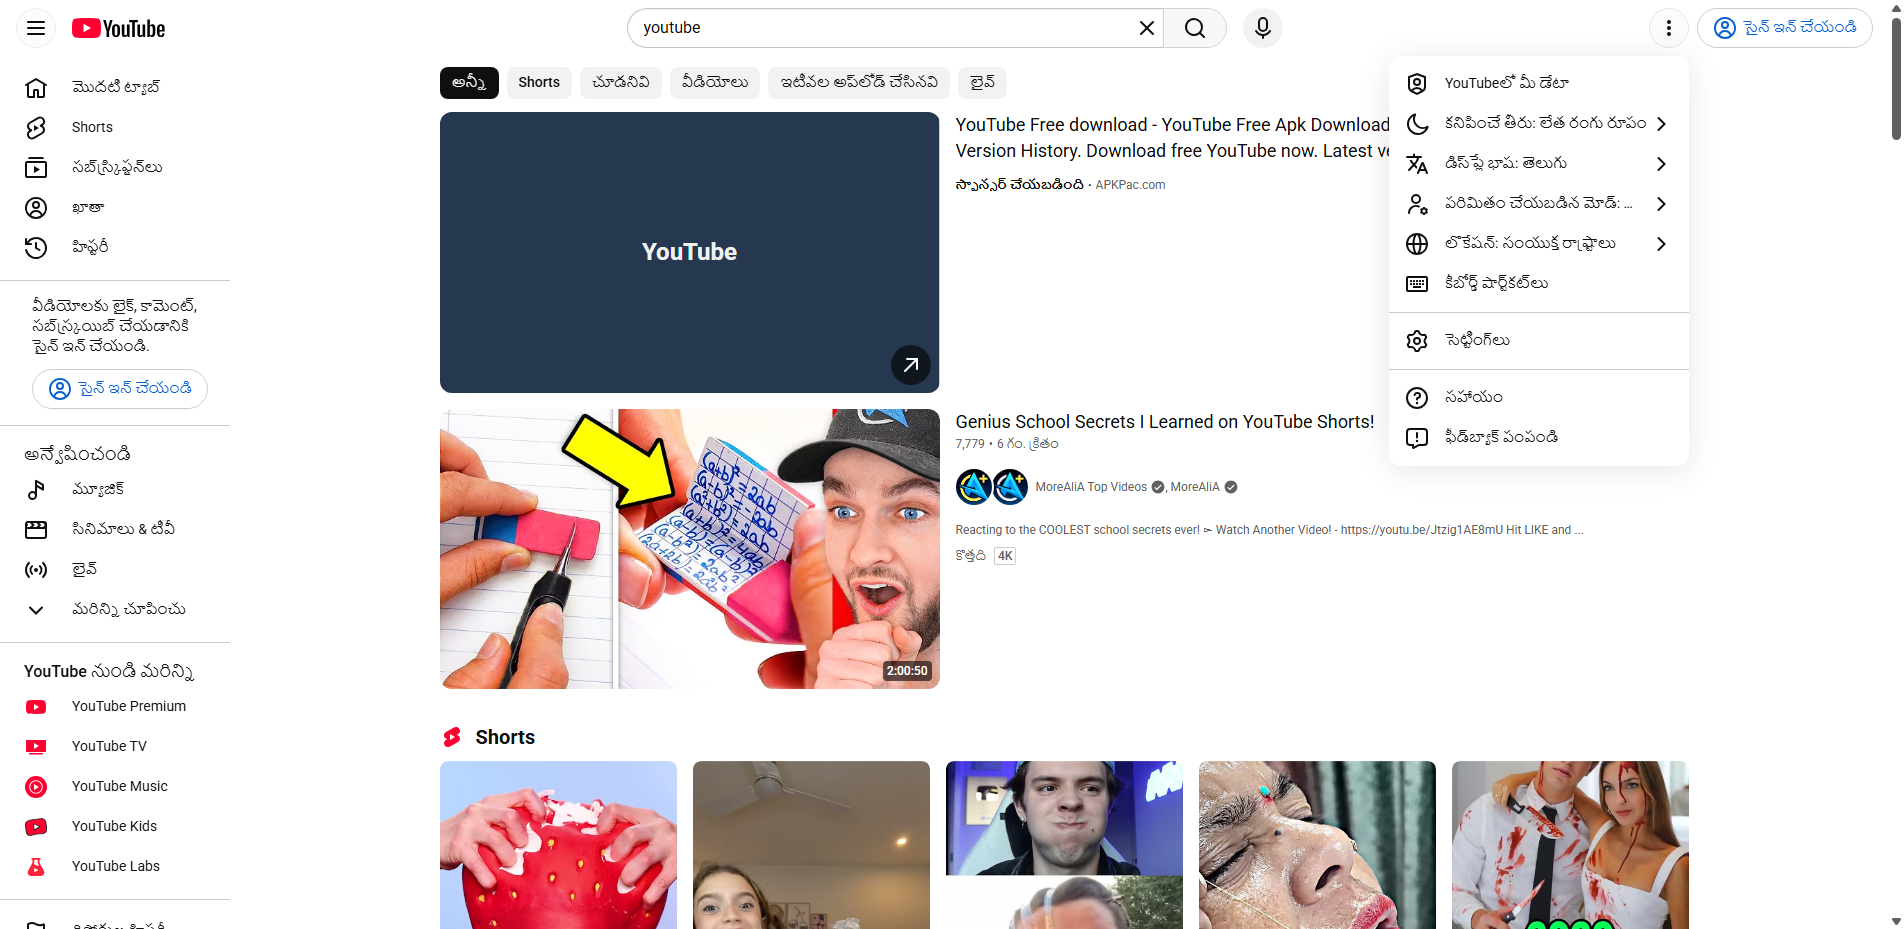 YouTube
youtube
సైన్ ఇన్ చేయండి
మొదటి ట్యాబ్
Shorts
సబ్‌స్క్రిప్షన్‌లు
ఖాతా
హిస్టరీ
వీడియోలకు లైక్, కామెంట్,
సబ్‌స్క్రయిబ్ చేయడానికి
సైన్ ఇన్ చేయండి.
సైన్ ఇన్ చేయండి
అన్వేషించండి
మ్యూజిక్
సినిమాలు & టీవీ
లైవ్
మరిన్ని చూపించు
YouTube నుండి మరిన్ని
YouTube Premium
YouTube TV
YouTube Music
YouTube Kids
YouTube Labs
అన్నీ
Shorts
చూడనివి
వీడియోలు
ఇటీవల అప్‌లోడ్ చేసినవి
లైవ్
YouTube
YouTube Free download - YouTube Free Apk Download
Version History. Download free YouTube now. Latest ve
స్పాన్సర్ చేయబడింది · APKPac.com
2:00:50
Genius School Secrets I Learned on YouTube Shorts!
7,779 • 6 గం. క్రితం
MoreAliA Top Videos , MoreAliA
Reacting to the COOLEST school secrets ever! ► Watch Another Video! - https://youtu.be/Jtzig1AE8mU Hit LIKE and ...
కొత్తది 4K
Shorts
YouTubeలో మీ డేటా
కనిపించే తీరు: లేత రంగు రూపం
డిస్‌ప్లే భాష: తెలుగు
పరిమితం చేయబడిన మోడ్: ...
లొకేషన్: సంయుక్త రాష్ట్రాలు
కీబోర్డ్ షార్ట్‌కట్‌లు
సెట్టింగ్‌లు
సహాయం
ఫీడ్‌బ్యాక్ పంపండి